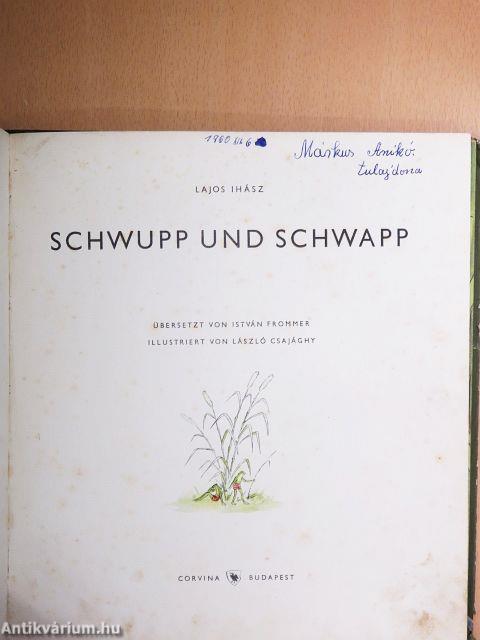 1960 XII 6
Márkus Anikó.
tulajdona
LAJOS IHÁSZ
SCHWUPP UND SCHWAPP
ÜBERSETZT VON ISTVÁN FROMMER
ILLUSTRIERT VON LÁSZLÓ CSAJÁGHY
CORVINA BUDAPEST
Antikvárium.hu